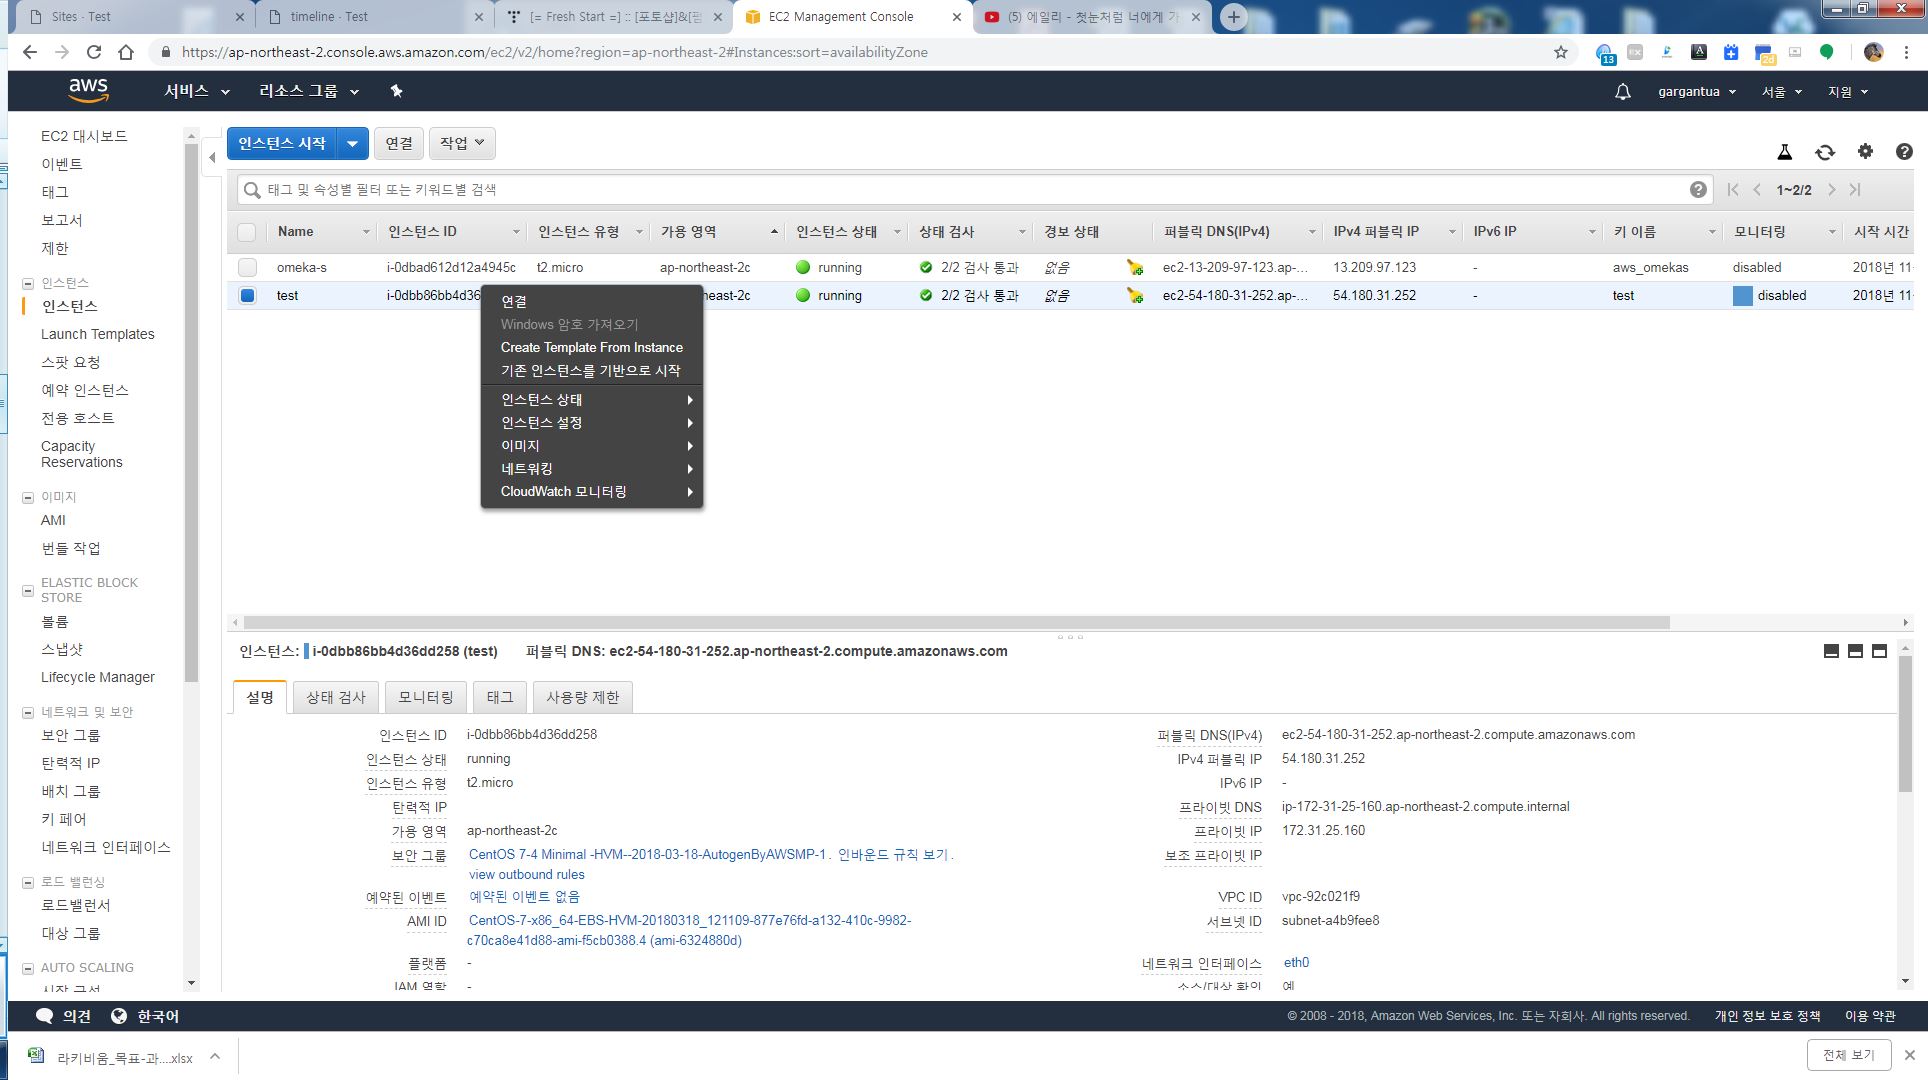 Sites · Test
timeline · Test
[= Fresh Start =] :: [포토샵]&[픰
EC2 Management Console
(5) 에일리 - 첫눈처럼 너에게 가
https://ap-northeast-2.console.aws.amazon.com/ec2/v2/home?region=ap-northeast-2#Instances:sort=availabilityZone
13
2d
aws
서비스
리소스 그룹
gargantua
서울
지원
EC2 대시보드
이벤트
태그
보고서
제한
인스턴스
인스턴스
Launch Templates
스팟 요청
예약 인스턴스
전용 호스트
Capacity
Reservations
이미지
AMI
번들 작업
ELASTIC BLOCK
STORE
볼륨
스냅샷
Lifecycle Manager
네트워크 및 보안
보안 그룹
탄력적 IP
배치 그룹
키 페어
네트워크 인터페이스
로드 밸런싱
로드밸런서
대상 그룹
AUTO SCALING
시작 구성
인스턴스 시작
연결
작업
태그 및 속성별 필터 또는 키워드별 검색
1~2/2
Name 인스턴스 ID 인스턴스 유형 가용 영역 인스턴스 상태 상태 검사 경보 상태 퍼블릭 DNS(IPv4) IPv4 퍼블릭 IP IPv6 IP 키 이름 모니터링 시작 시간
omeka-s i-0dbad612d12a4945c t2.micro ap-northeast-2c running 2/2 검사 통과 없음 ec2-13-209-97-123.ap-... 13.209.97.123 - aws_omekas disabled 2018년 11-
test i-0dbb86bb4d36 heast-2c running 2/2 검사 통과 없음 ec2-54-180-31-252.ap-... 54.180.31.252 - test disabled 2018년 11-
연결
Windows 암호 가져오기
Create Template From Instance
기존 인스턴스를 기반으로 시작
인스턴스 상태
인스턴스 설정
이미지
네트워킹
CloudWatch 모니터링
인스턴스: i-0dbb86bb4d36dd258 (test) 퍼블릭 DNS: ec2-54-180-31-252.ap-northeast-2.compute.amazonaws.com
설명 상태 검사 모니터링 태그 사용량 제한
인스턴스 ID i-0dbb86bb4d36dd258
인스턴스 상태 running
인스턴스 유형 t2.micro
탄력적 IP
가용 영역 ap-northeast-2c
보안 그룹 CentOS 7-4 Minimal -HVM--2018-03-18-AutogenByAWSMP-1. 인바운드 규칙 보기.
view outbound rules
예약된 이벤트 예약된 이벤트 없음
AMI ID CentOS-7-x86_64-EBS-HVM-20180318_121109-877e76fd-a132-410c-9982-
c70ca8e41d88-ami-f5cb0388.4 (ami-6324880d)
플랫폼 -
IAM 역할 -
퍼블릭 DNS(IPv4) ec2-54-180-31-252.ap-northeast-2.compute.amazonaws.com
IPv4 퍼블릭 IP 54.180.31.252
IPv6 IP -
프라이빗 DNS ip-172-31-25-160.ap-northeast-2.compute.internal
프라이빗 IP 172.31.25.160
보조 프라이빗 IP
VPC ID vpc-92c021f9
서브넷 ID subnet-a4b9fee8
네트워크 인터페이스 eth0
소스/대상 확인 예
의견
한국어
© 2008 - 2018, Amazon Web Services, Inc. 또는 자회사. All rights reserved.
개인 정보 보호 정책
이용 약관
라키비움_목표-과....xlsx
전체 보기